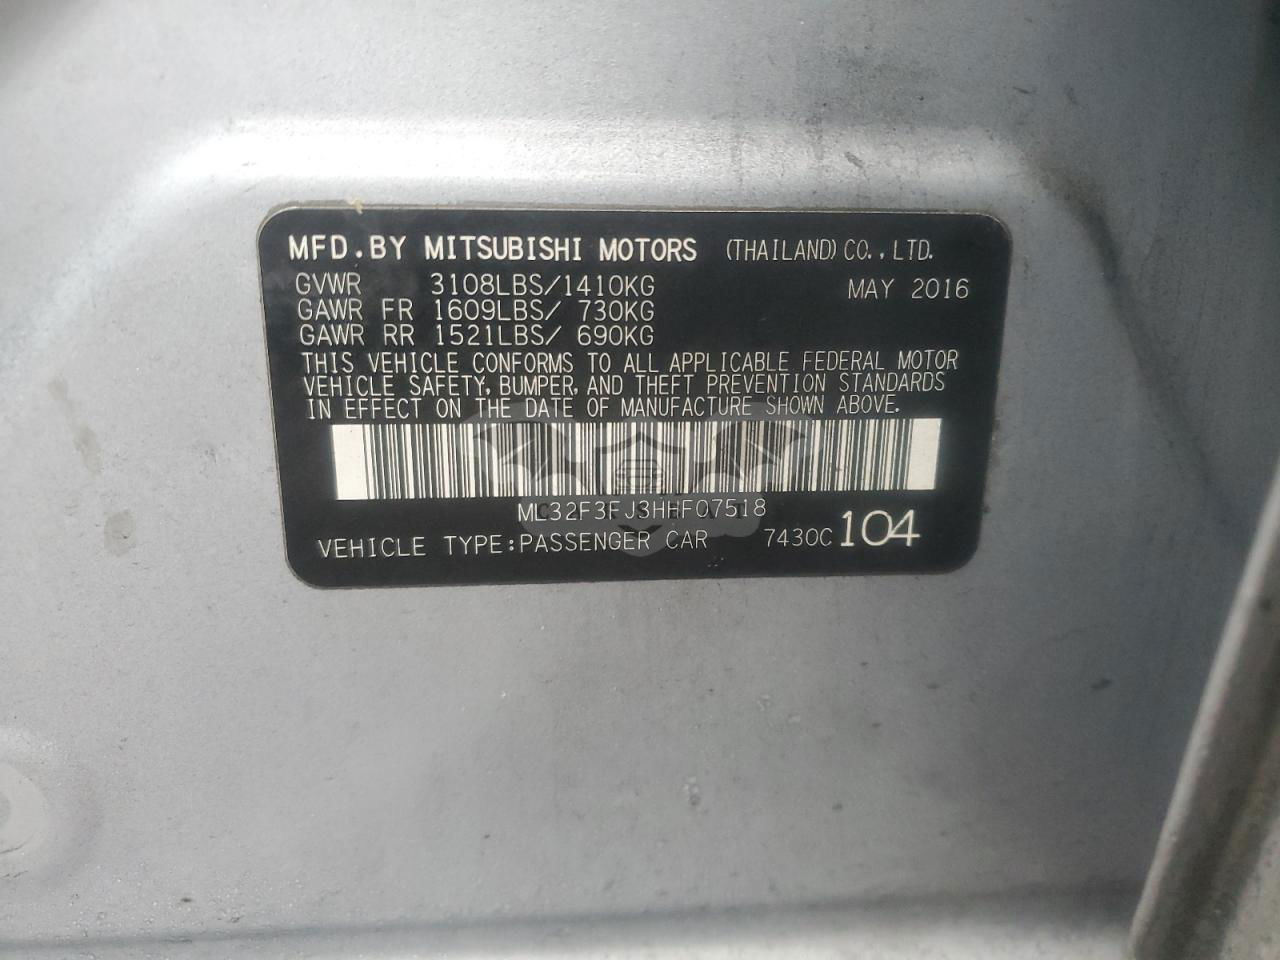 MFD.BY MITSUBISHI MOTORS (THAILAND) CO., LTD.
GVWR 3108LBS/1410KG MAY 2016
GAWR FR 1609LBS/ 730KG
GAWR RR 1521LBS/ 690KG
THIS VEHICLE CONFORMS TO ALL APPLICABLE FEDERAL MOTOR
VEHICLE SAFETY, BUMPER, AND THEFT PREVENTION STANDARDS
IN EFFECT ON THE DATE OF MANUFACTURE SHOWN ABOVE.
ML32F3FJ3HHF07518
VEHICLE TYPE:PASSENGER CAR 7430C 104